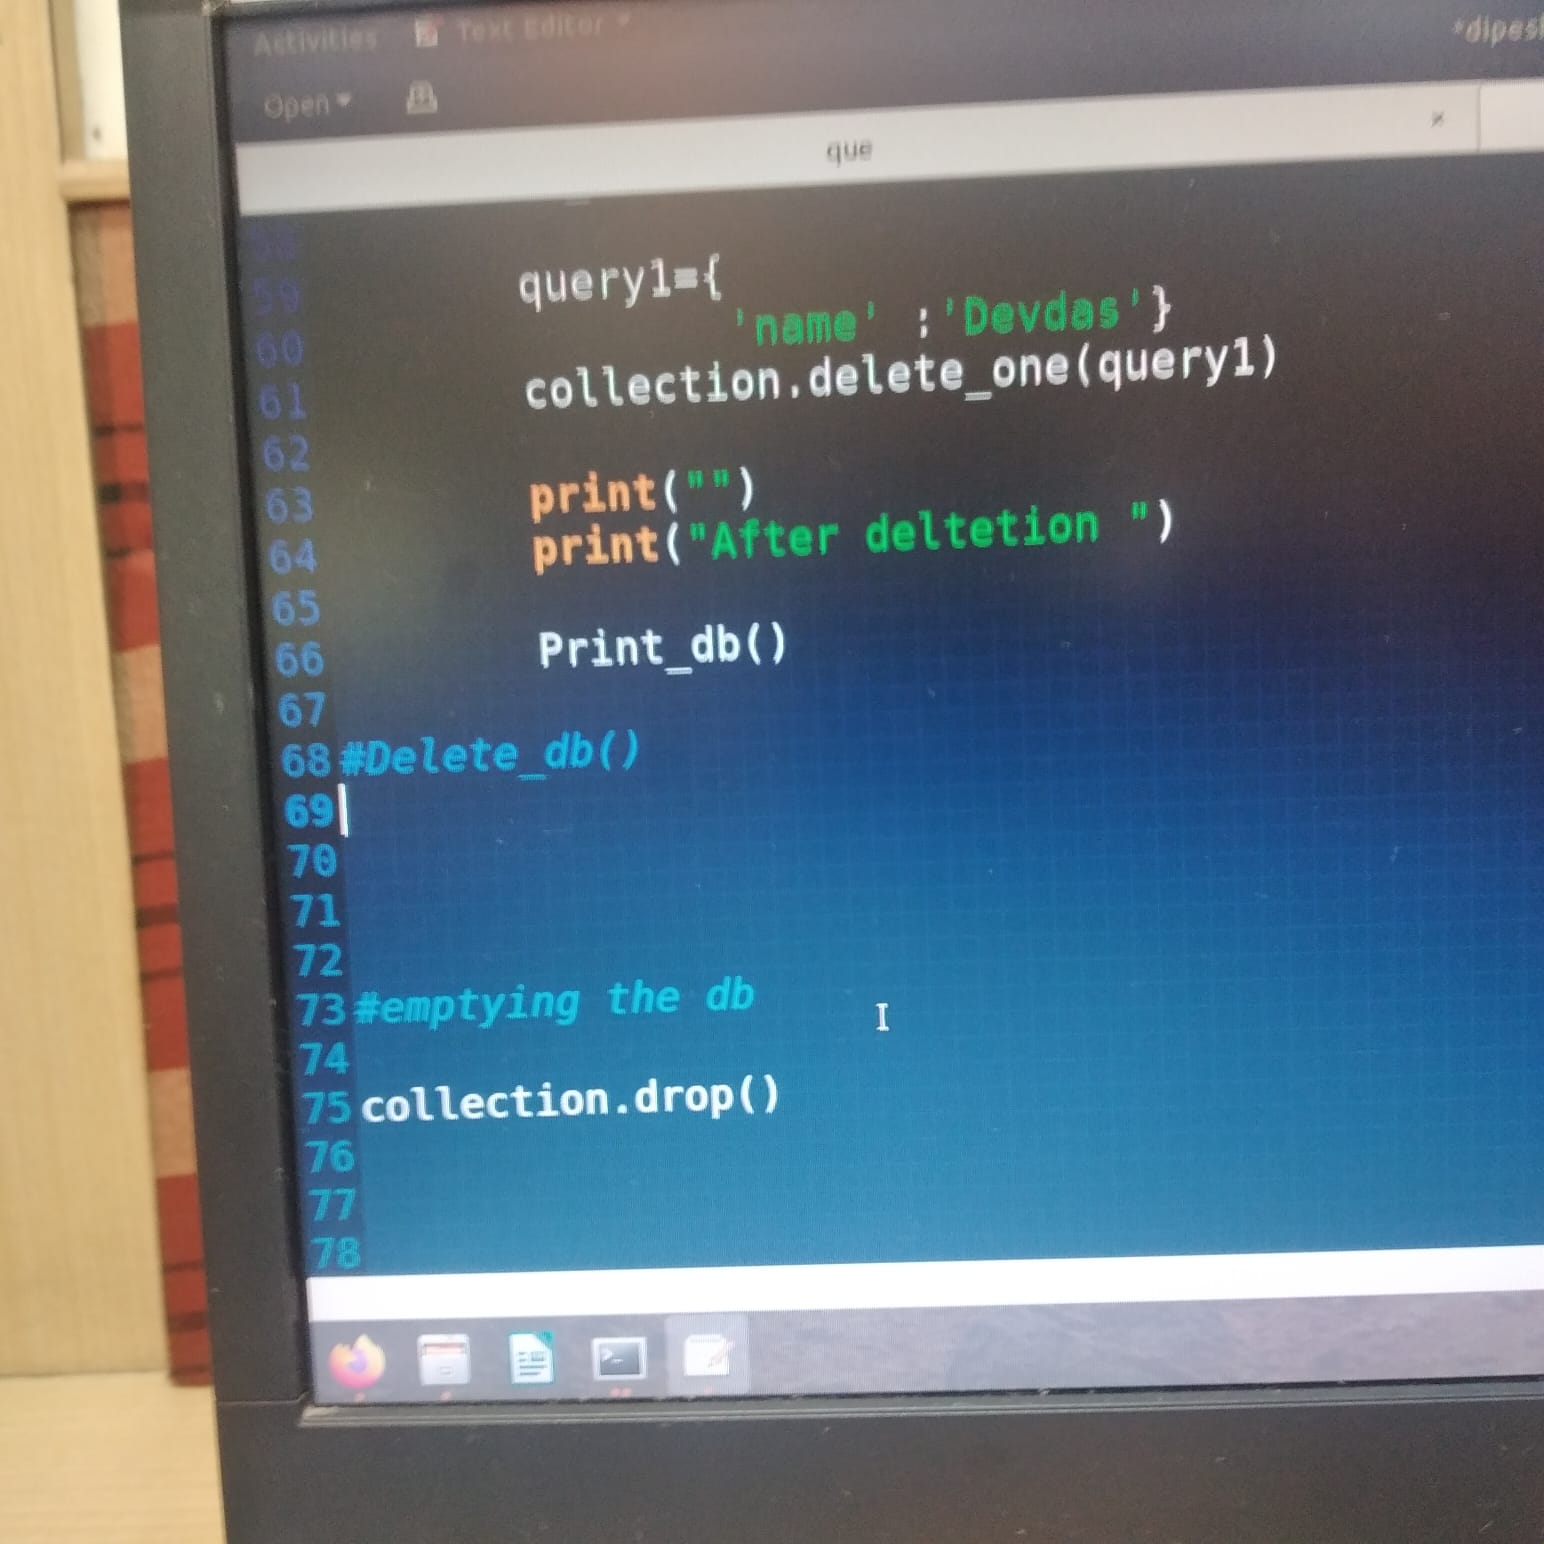 Activities Text Editor
Open
que ×
58
59 query1={
60 'name' :'Devdas'}
61 collection.delete_one(query1)
62
63 print("")
64 print("After deltetion ")
65
66 Print_db()
67
68 #Delete_db()
69
70
71
72
73 #emptying the db
74
75 collection.drop()
76
77
78